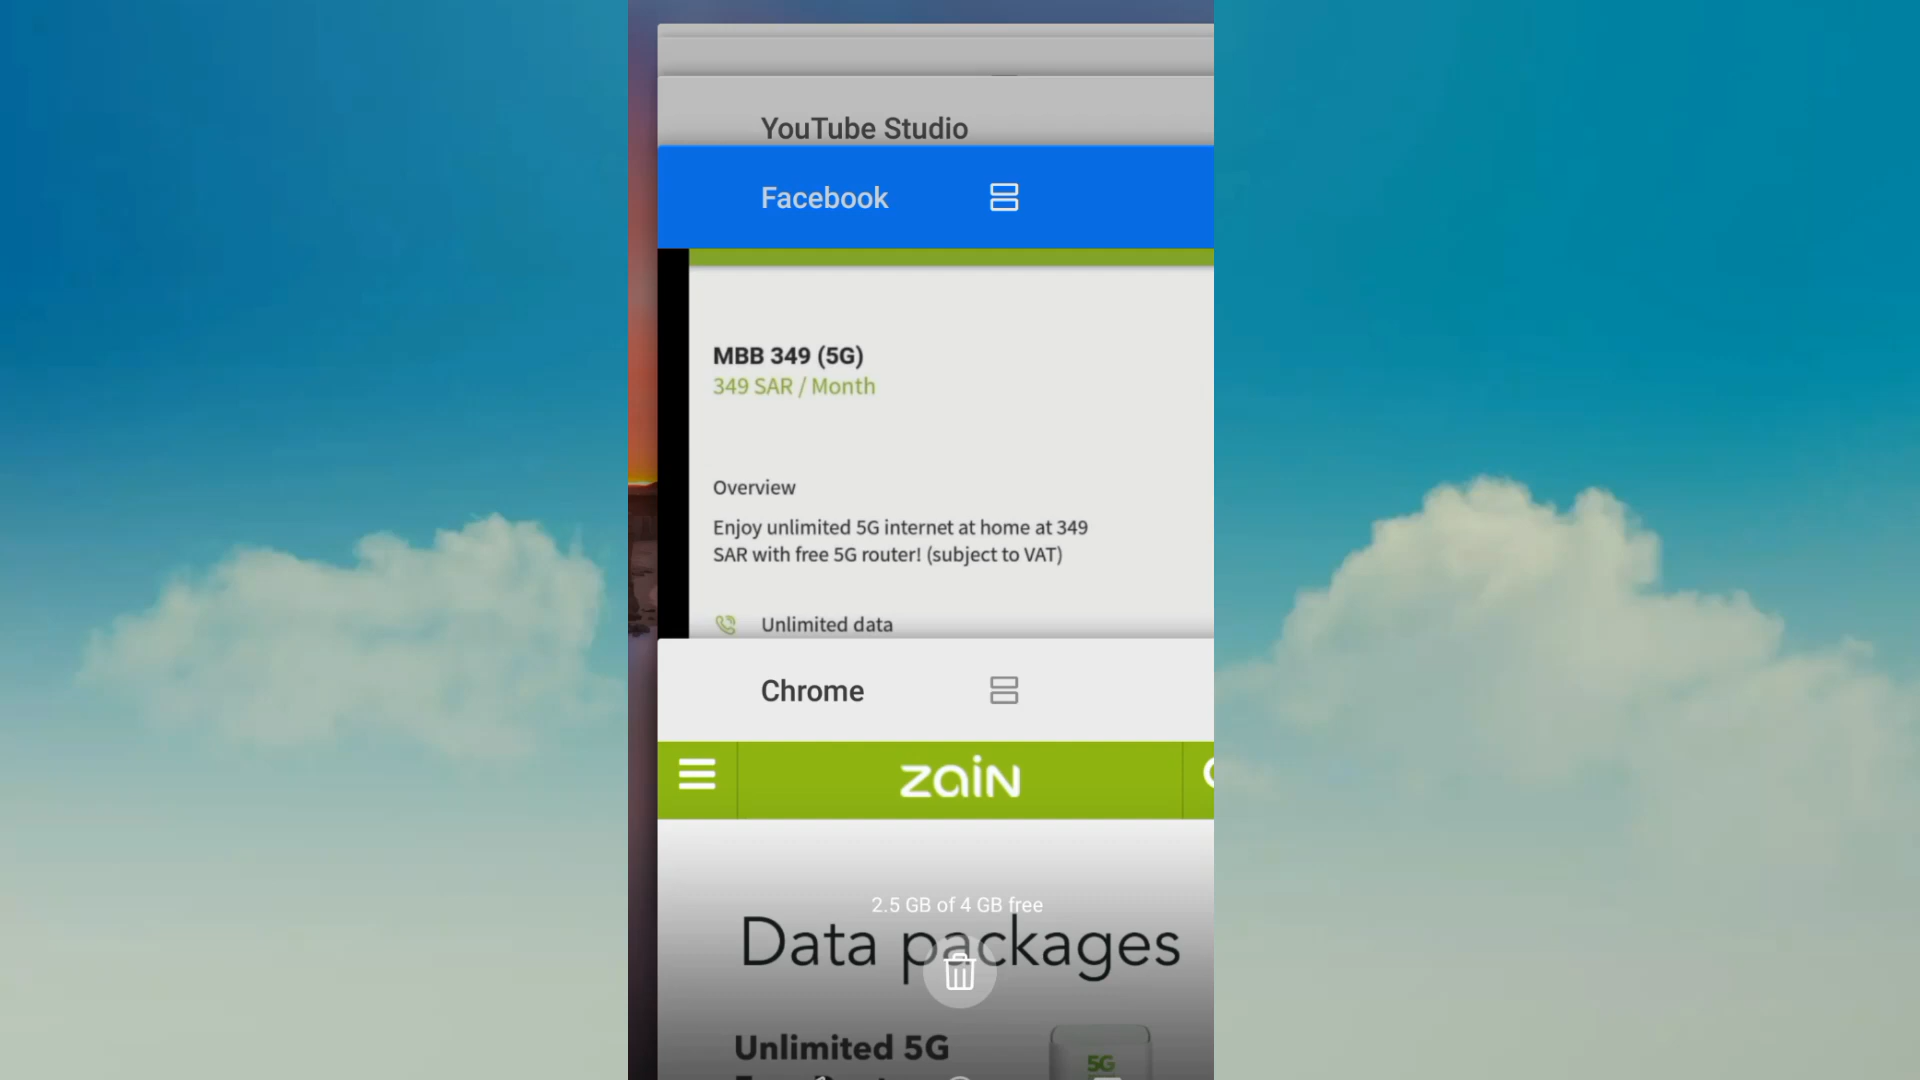 YouTube Studio
Facebook
MBB 349 (5G)
349 SAR / Month
Overview
Enjoy unlimited 5G internet at home at 349
SAR with free 5G router! (subject to VAT)
Unlimited data
Chrome
zain
2.5 GB of 4 GB free
Data packages
Unlimited 5G
5G